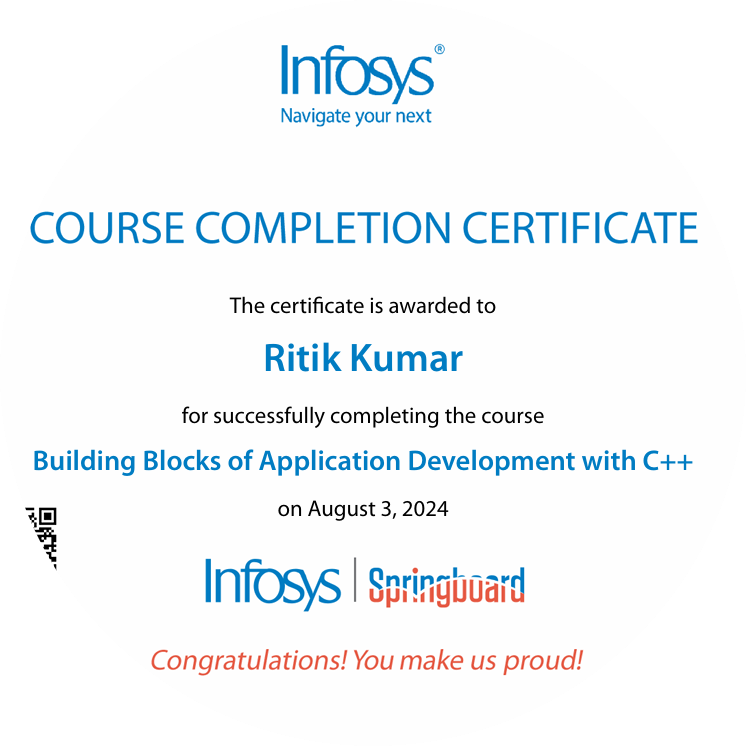 Infosys®
Navigate your next
COURSE COMPLETION CERTIFICATE
The certificate is awarded to
Ritik Kumar
for successfully completing the course
Building Blocks of Application Development with C++
on August 3, 2024
Infosys | Springboard
Congratulations! You make us proud!